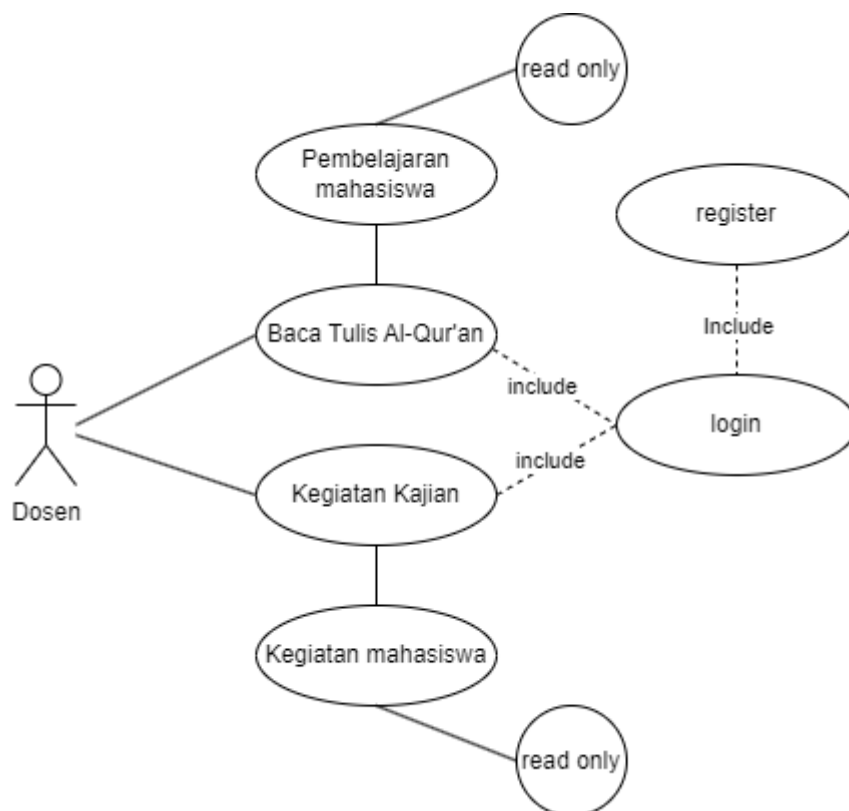 read only
Pembelajaran
mahasiswa
register
Baca Tulis Al-Qur'an
Include
include
login
include
Kegiatan Kajian
Dosen
Kegiatan mahasiswa
read only